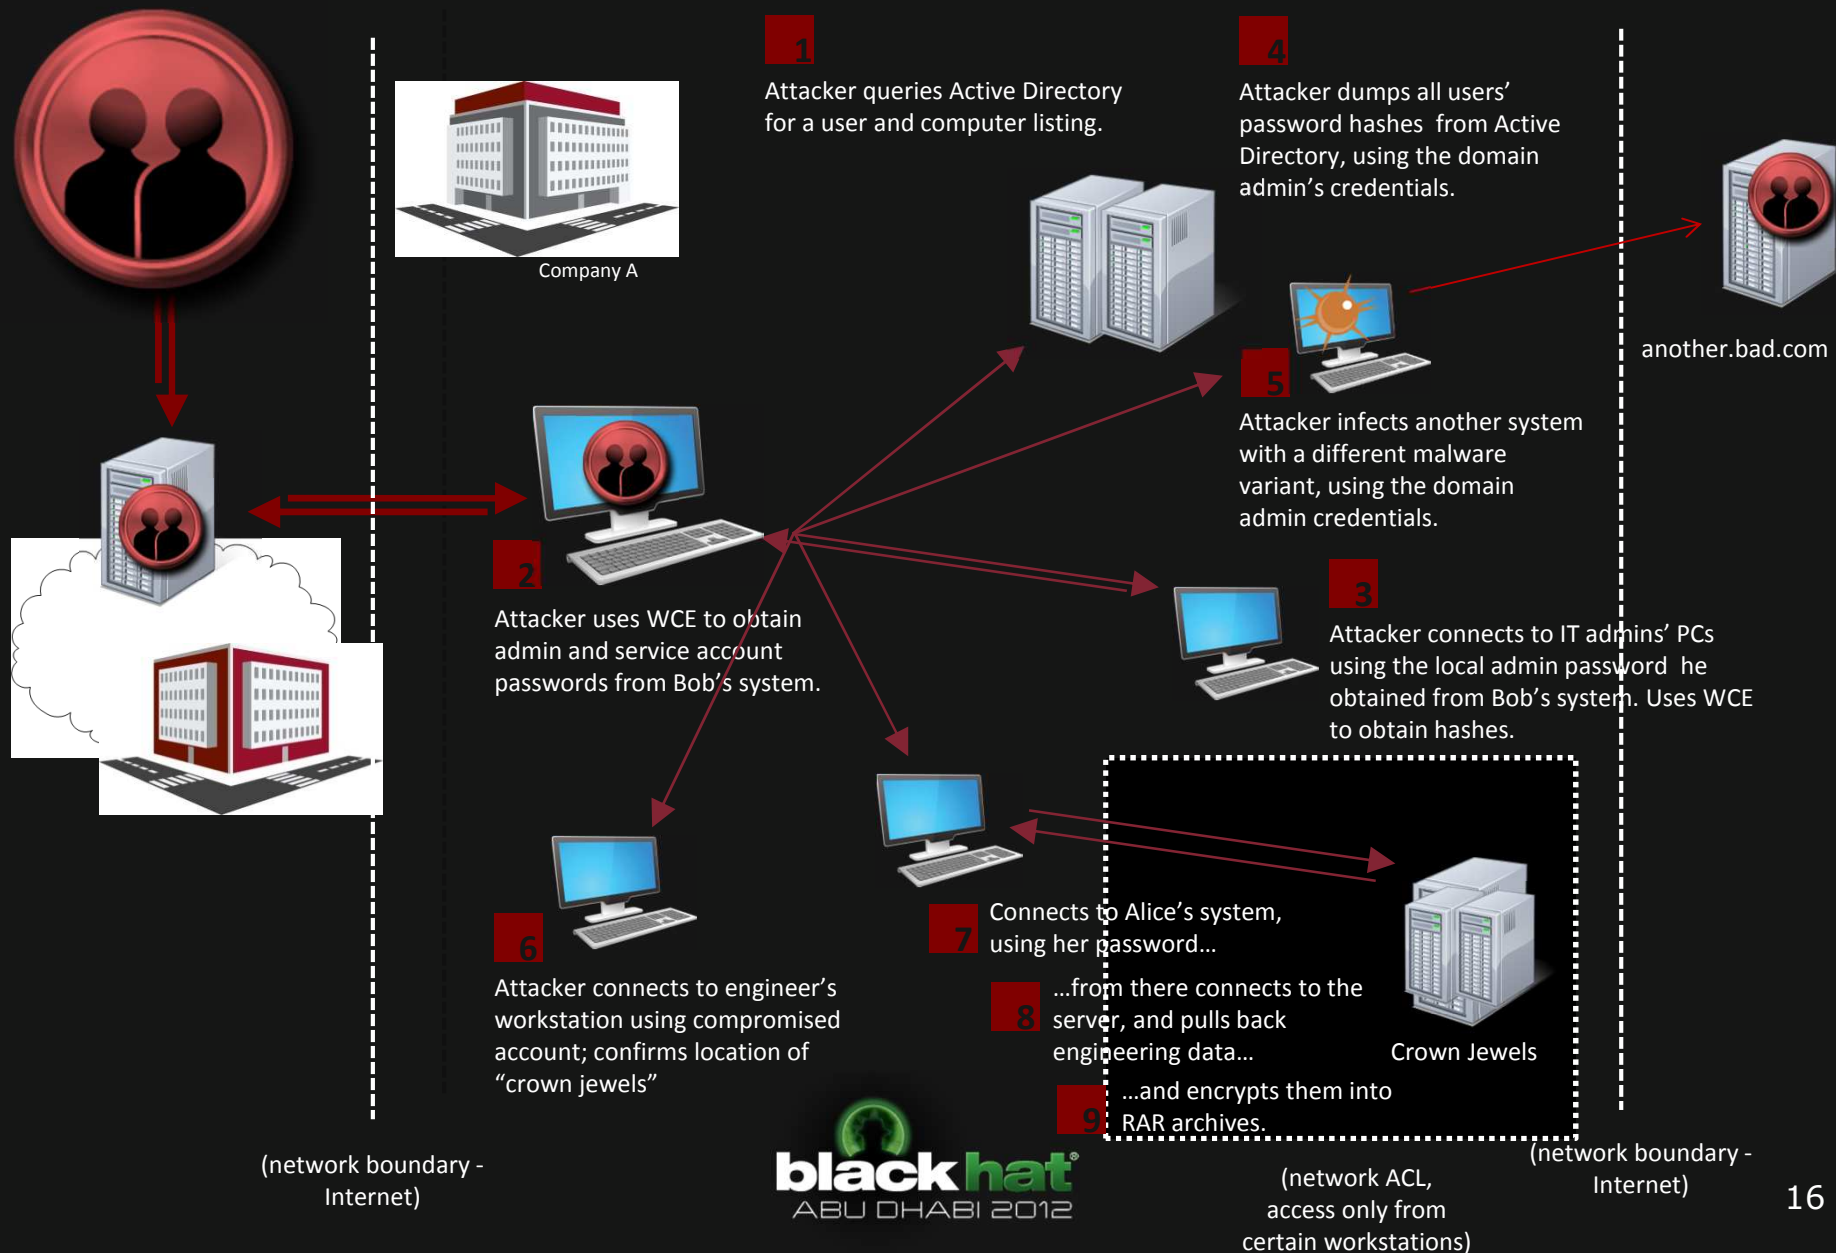 1
Attacker queries Active Directory
for a user and computer listing.
4
Attacker dumps all users’
password hashes from Active
Directory, using the domain
admin’s credentials.
Company A
another.bad.com
5
Attacker infects another system
with a different malware
variant, using the domain
admin credentials.
2
Attacker uses WCE to obtain
admin and service account
passwords from Bob’s system.
3
Attacker connects to IT admins’ PCs
using the local admin password he
obtained from Bob’s system. Uses WCE
to obtain hashes.
6
Attacker connects to engineer’s
workstation using compromised
account; confirms location of
“crown jewels”
7
Connects to Alice’s system,
using her password…
8
…from there connects to the
server, and pulls back
engineering data…
Crown Jewels
9
…and encrypts them into
RAR archives.
(network boundary -
Internet)
black hat®
ABU DHABI 2012
(network ACL,
access only from
certain workstations)
(network boundary -
Internet)
16